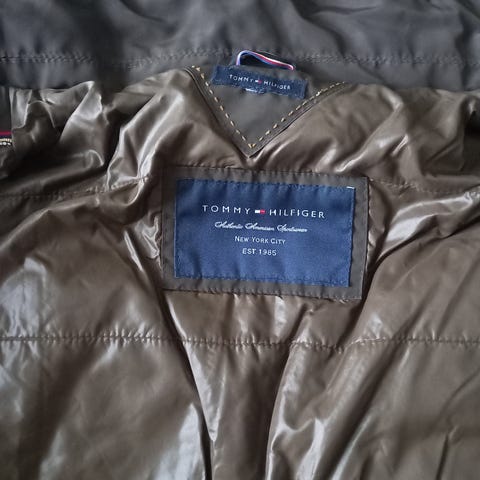 TOMMY HILFIGER
TOMMY HILFIGER
Authentic American Sportswear
NEW YORK CITY
EST 1985